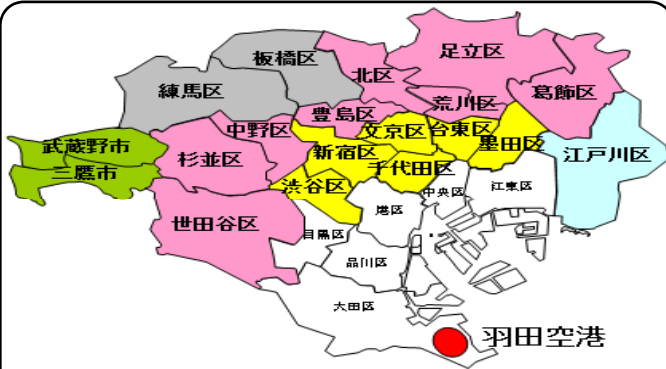 足立区
板橋区
北区
練馬区
葛飾区
荒川区
豊島区
中野区
文京区
台東区
墨田区
武蔵野市
杉並区
新宿区
江戸川区
千代田区
三鷹市
渋谷区
中央区
江東区
港区
世田谷区
目黒区
品川区
大田区
羽田空港